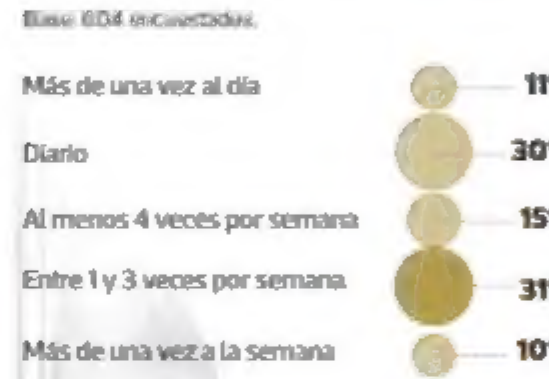 Base 604 encuestados.
Más de una vez al día 11
Diario 30
Al menos 4 veces por semana 15
Entre 1 y 3 veces por semana 31
Más de una vez a la semana 10